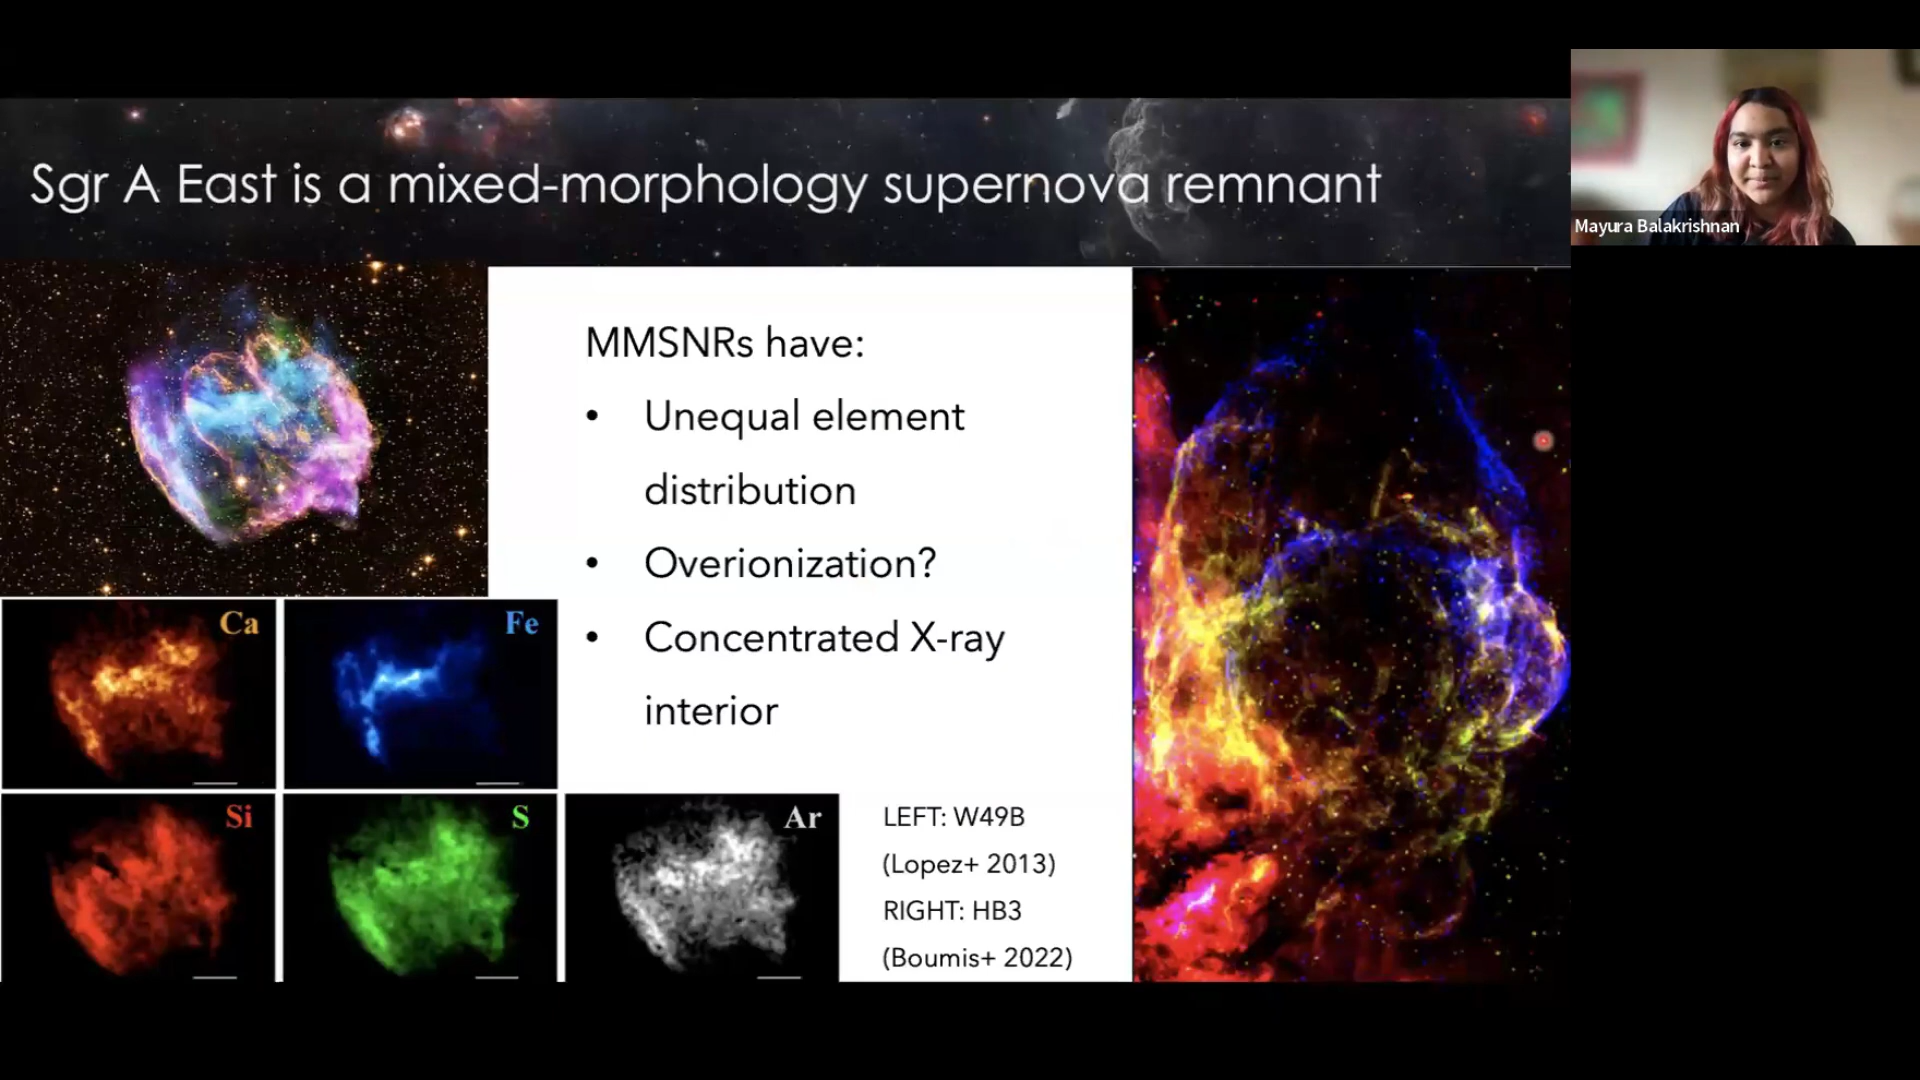 Sgr A East is a mixed-morphology supernova remnant
Mayura Balakrishnan
MMSNRs have:
• Unequal element
distribution
• Overionization?
• Concentrated X-ray
interior
Ca
Fe
Si
S
Ar
LEFT: W49B
(Lopez+ 2013)
RIGHT: HB3
(Boumis+ 2022)